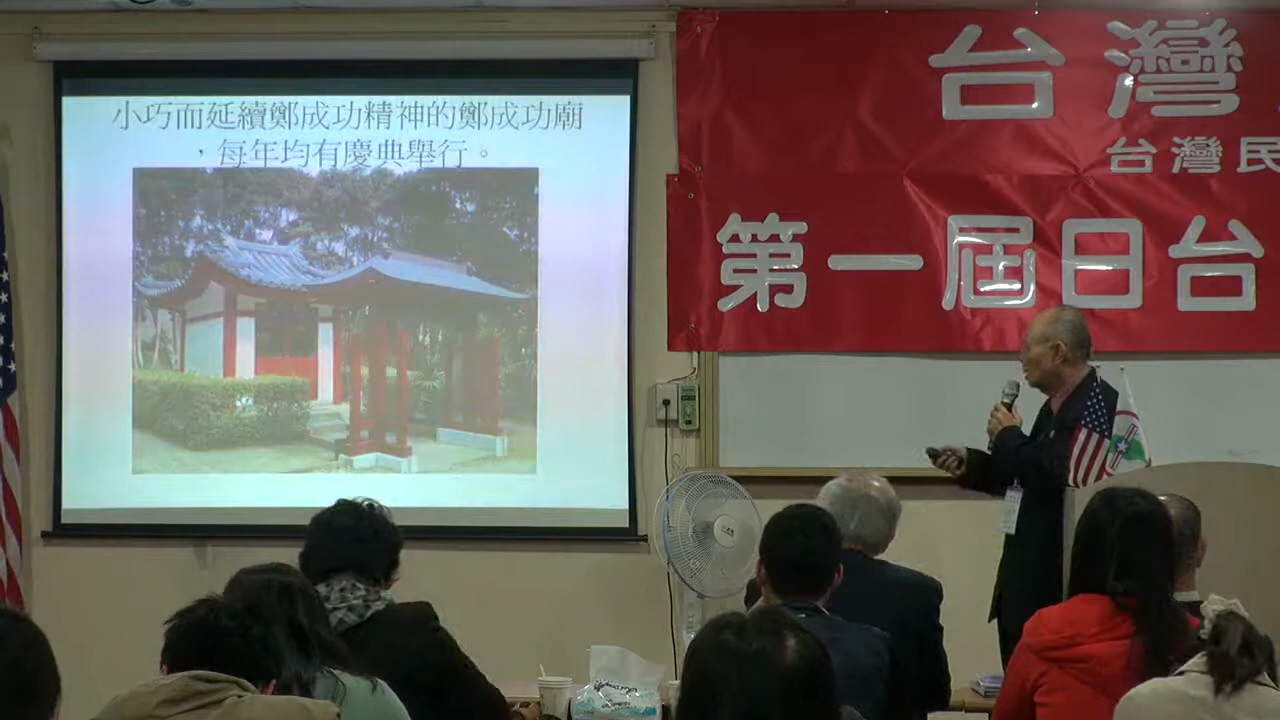 小巧而延續鄭成功精神的鄭成功廟
，每年均有慶典舉行。
台灣
台灣民
第一屆日台